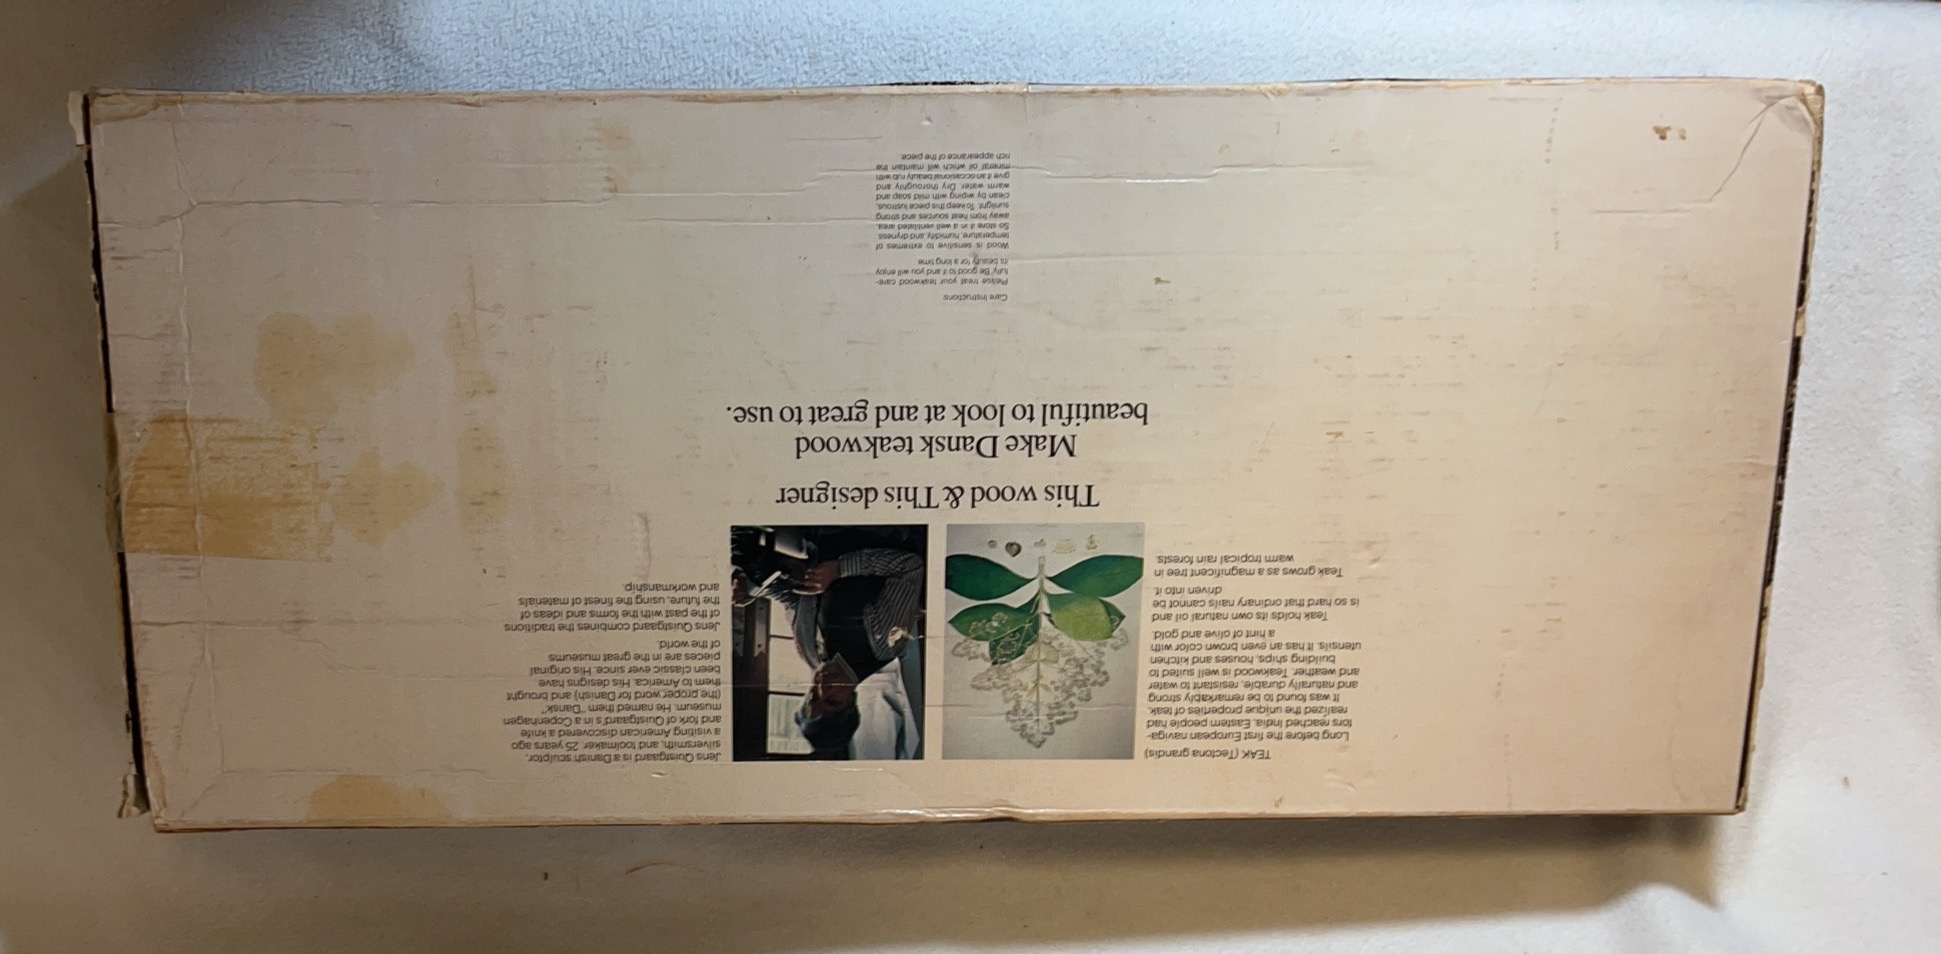 TEAK (Tectona grandis)
Long before the first European naviga-
tors reached India, Eastern people had
realized the unique properties of teak.
It was found to be remarkably strong
and naturally durable, resistant to water
and weather. Teakwood is well suited to
building ships, houses and kitchen
utensils. It has an even brown color with
a hint of olive and gold.
Teak holds its own natural oil and
is so hard that ordinary nails cannot be
driven into it.
Teak grows as a magnificent tree in
warm tropical rain forests.
Jens Quistgaard is a Danish sculptor,
silversmith, and toolmaker. 25 years ago
a visiting American discovered a knife
and fork of Quistgaard's in a Copenhagen
museum. He named them "Dansk"
(the proper word for Danish) and brought
them to America. His designs have
been classic ever since. His original
pieces are in the great museums
of the world.
Jens Quistgaard combines the traditions
of the past with the forms and ideas of
the future, using the finest of materials
and workmanship.
This wood & This designer
Make Dansk teakwood
beautiful to look at and great to use.
Care Instructions
Please treat your teakwood care-
fully. Be good to it and you will enjoy
its beauty for a long time.
Wood is sensitive to extremes of
temperature, humidity, and dryness.
So store it in a well ventilated area,
away from heat sources and strong
sunlight. To keep this piece lustrous,
clean by wiping with mild soap and
warm water. Dry thoroughly and
give it an occasional beauty rub with
mineral oil which will maintain the
rich appearance of the piece.